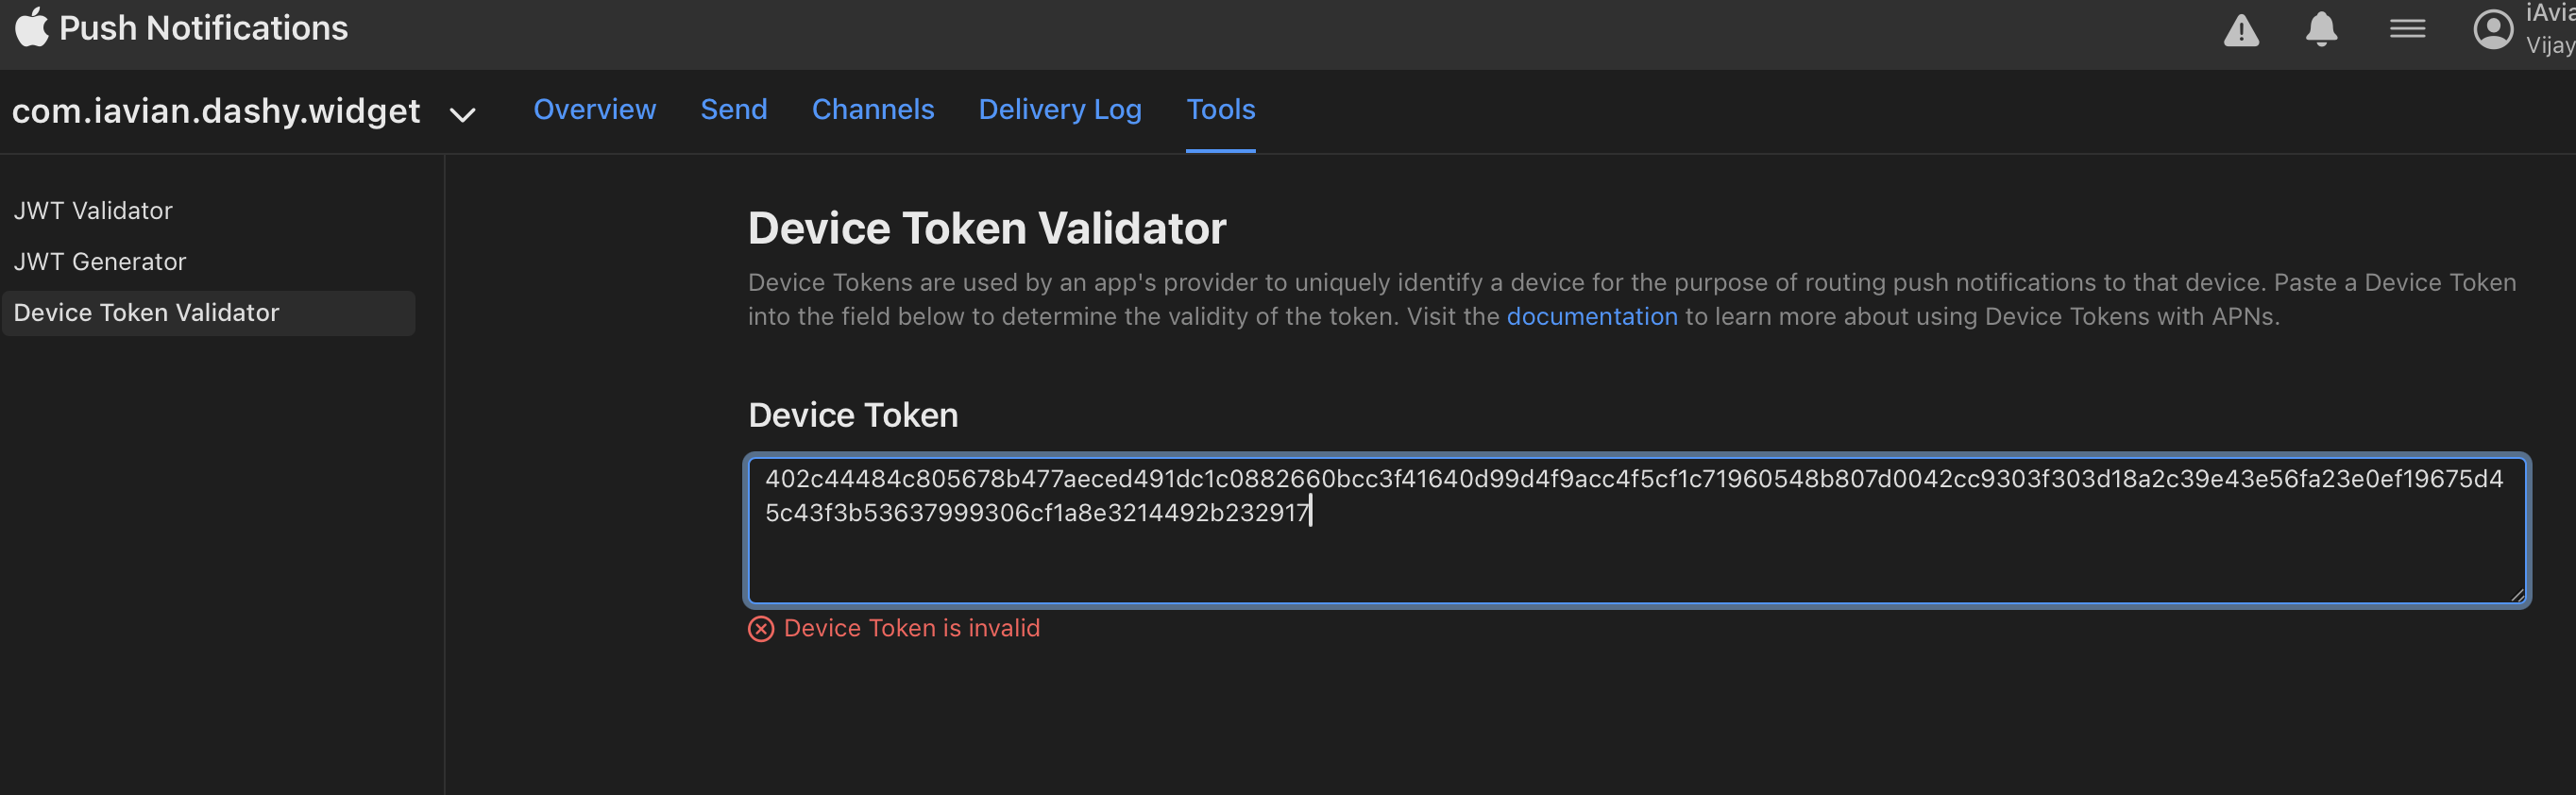 Push Notifications
iAvia
Vijay
com.iavian.dashy.widget
Overview
Send
Channels
Delivery Log
Tools
JWT Validator
JWT Generator
Device Token Validator
Device Token Validator
Device Tokens are used by an app's provider to uniquely identify a device for the purpose of routing push notifications to that device. Paste a Device Token
into the field below to determine the validity of the token. Visit the documentation to learn more about using Device Tokens with APNs.
Device Token
402c44484c805678b477aeced491dc1c0882660bcc3f41640d99d4f9acc4f5cf1c71960548b807d0042cc9303f303d18a2c39e43e56fa23e0ef19675d4
5c43f3b53637999306cf1a8e3214492b232917
Device Token is invalid